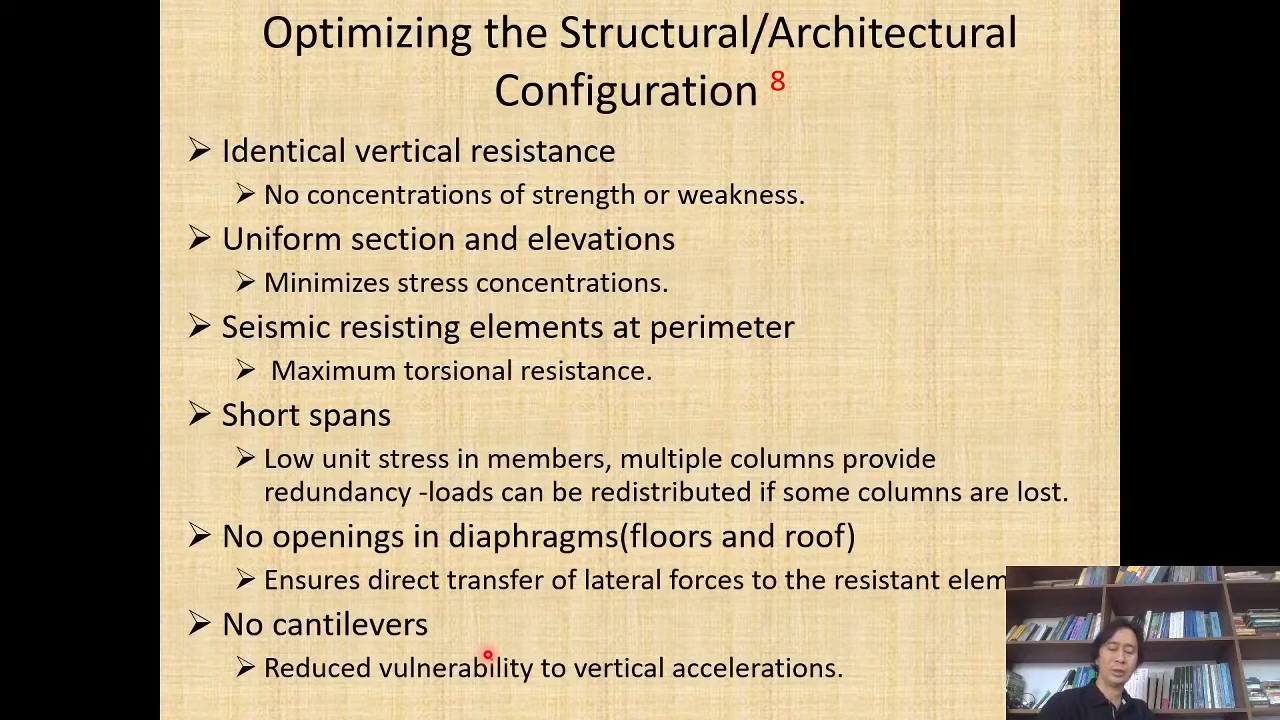 Optimizing the Structural/Architectural
Configuration 8
➢ Identical vertical resistance
➢ No concentrations of strength or weakness.
➢ Uniform section and elevations
➢ Minimizes stress concentrations.
➢ Seismic resisting elements at perimeter
➢ Maximum torsional resistance.
➢ Short spans
➢ Low unit stress in members, multiple columns provide
redundancy -loads can be redistributed if some columns are lost.
➢ No openings in diaphragms(floors and roof)
➢ Ensures direct transfer of lateral forces to the resistant elem
➢ No cantilevers
➢ Reduced vulnerability to vertical accelerations.